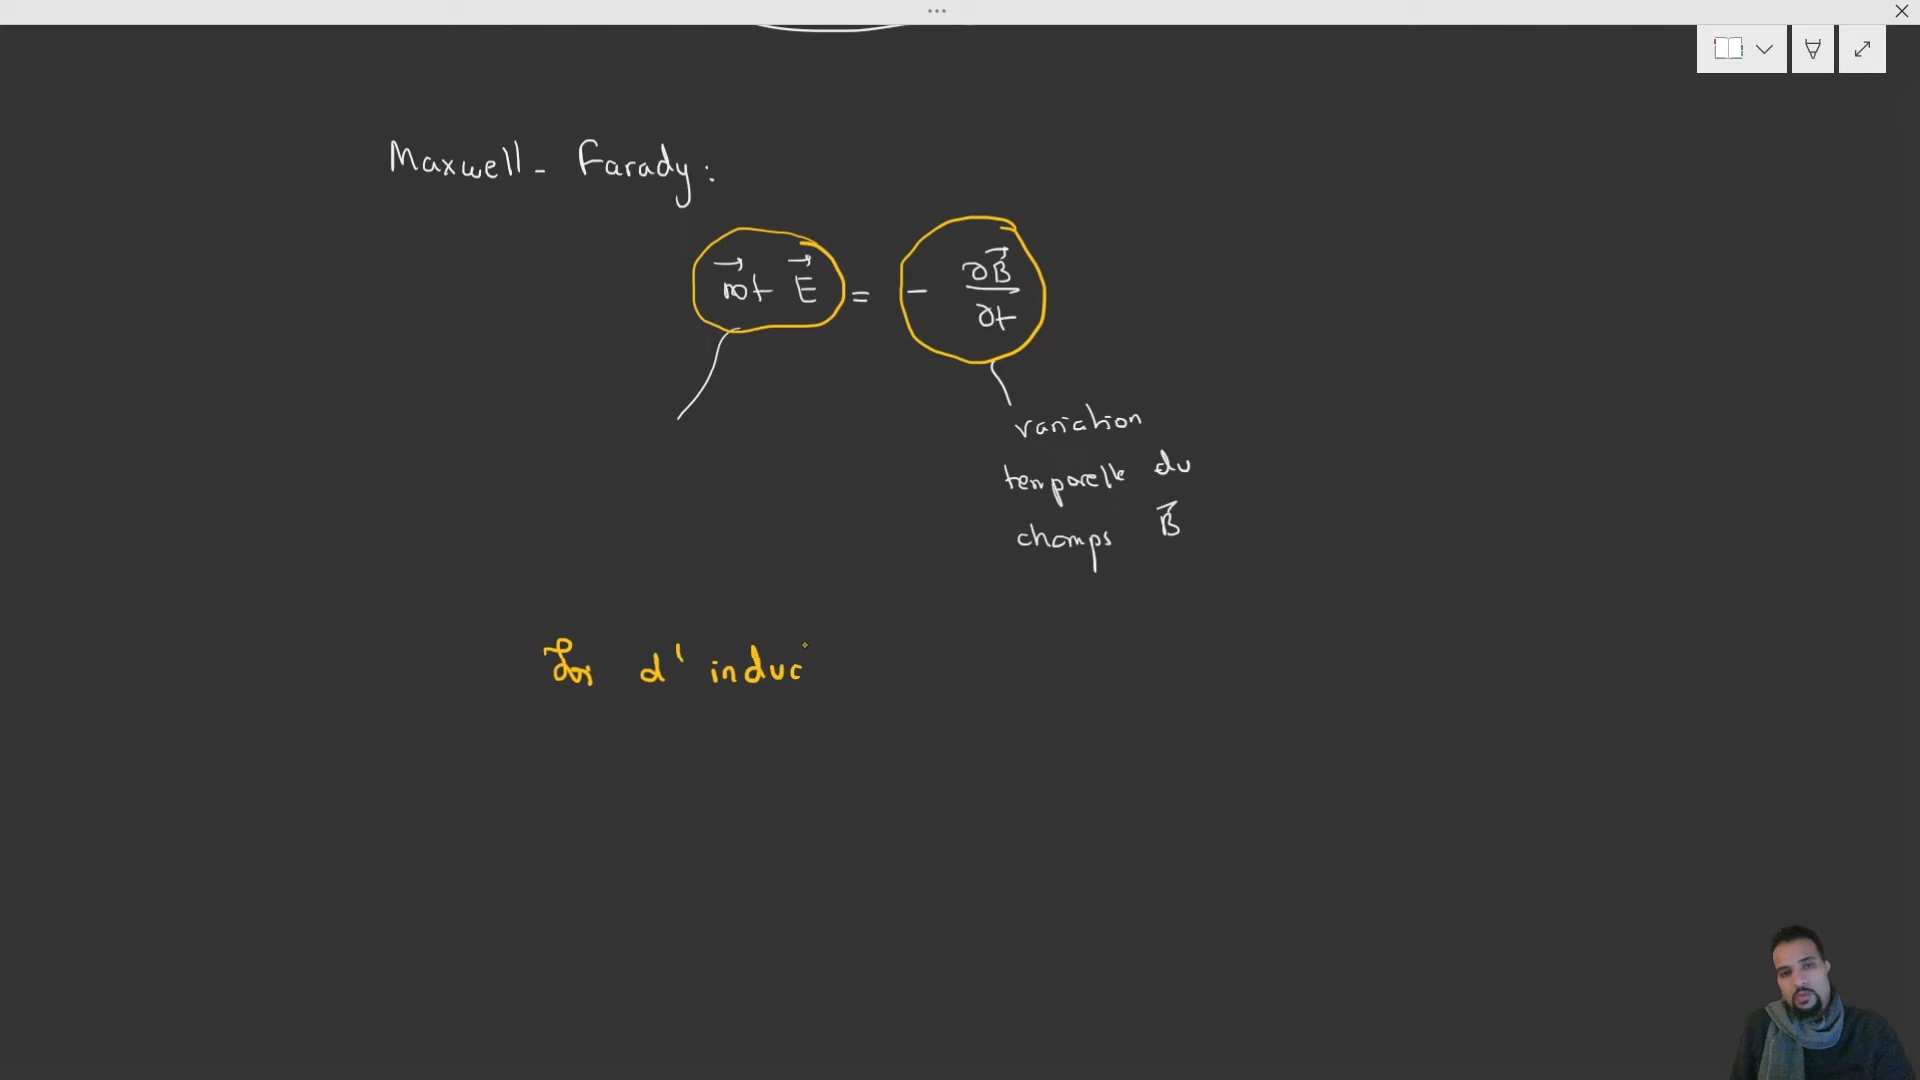 Maxwell - Farady:
rot E = - ∂B/∂t
variation
temporelle du
champs B
Loi d' induc